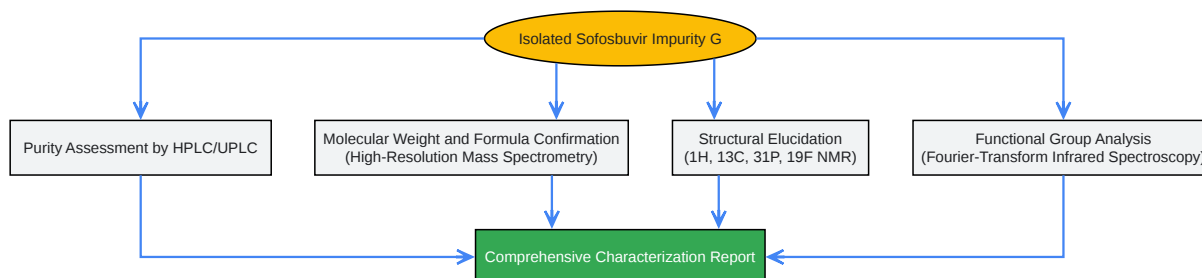 Isolated Sofosbuvir Impurity G
Purity Assessment by HPLC/UPLC
Molecular Weight and Formula Confirmation
(High-Resolution Mass Spectrometry)
Structural Elucidation
(1H, 13C, 31P, 19F NMR)
Functional Group Analysis
(Fourier-Transform Infrared Spectroscopy)
Comprehensive Characterization Report